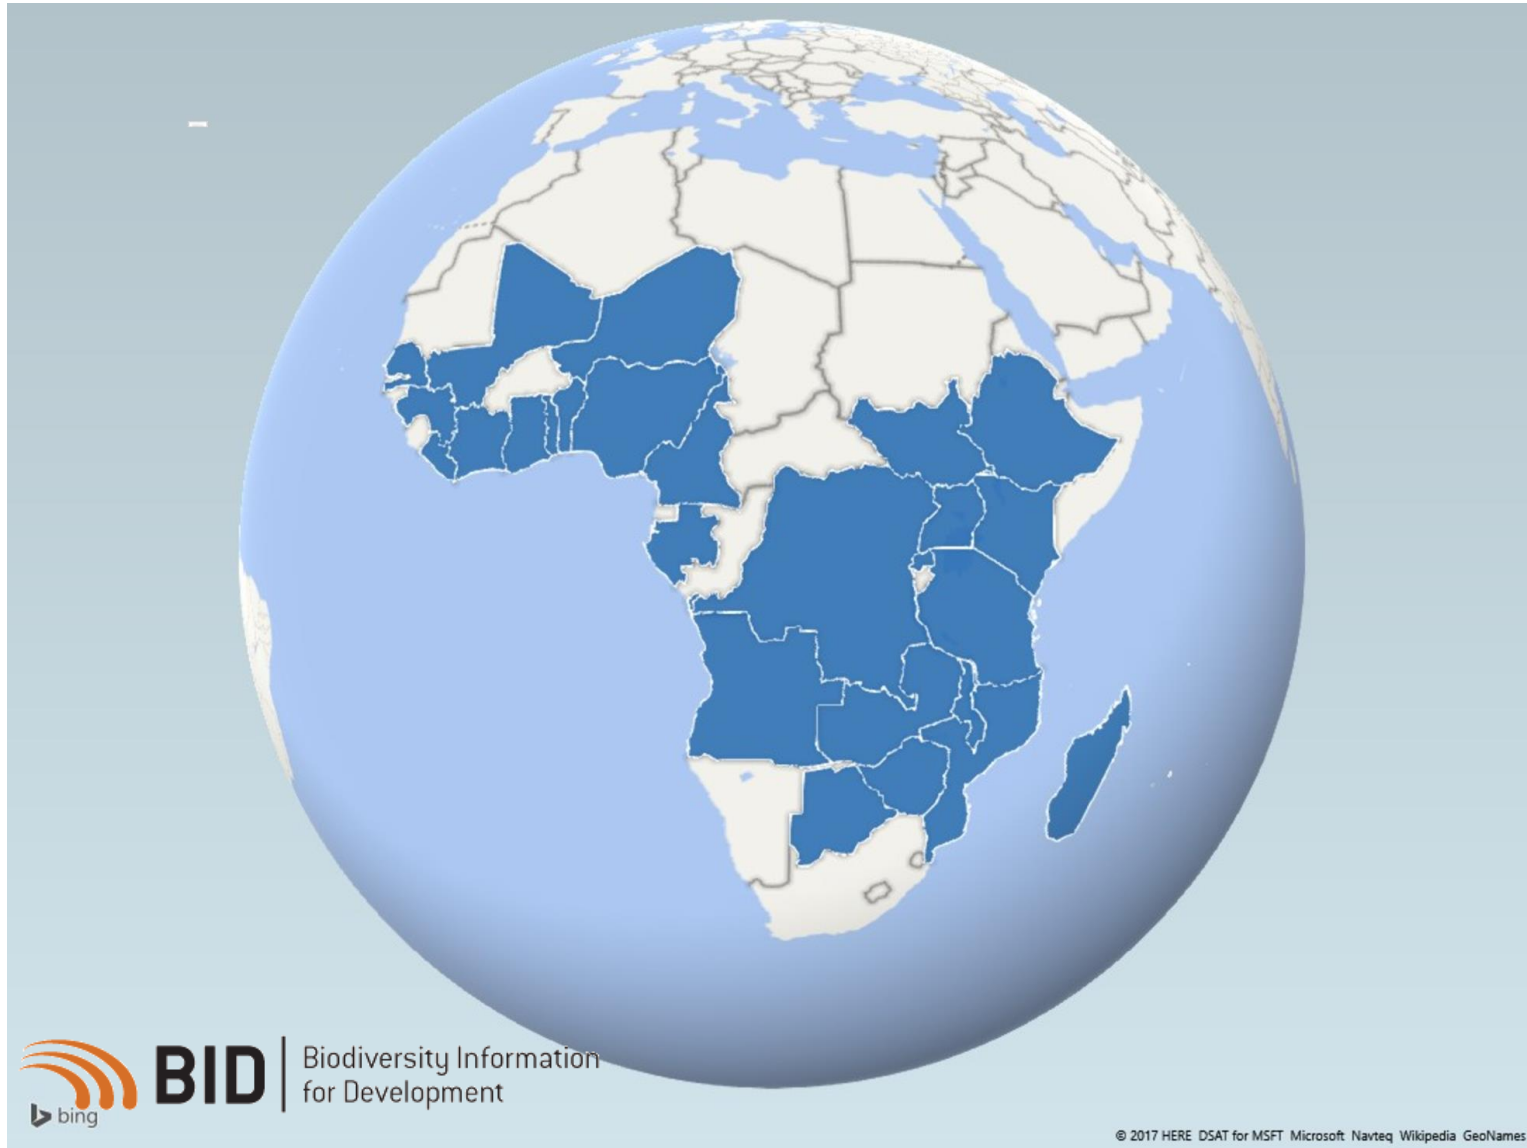 BID
Biodiversity Information
for Development
bing
© 2017 HERE DSAT for MSFT Microsoft Navteq Wikipedia GeoNames